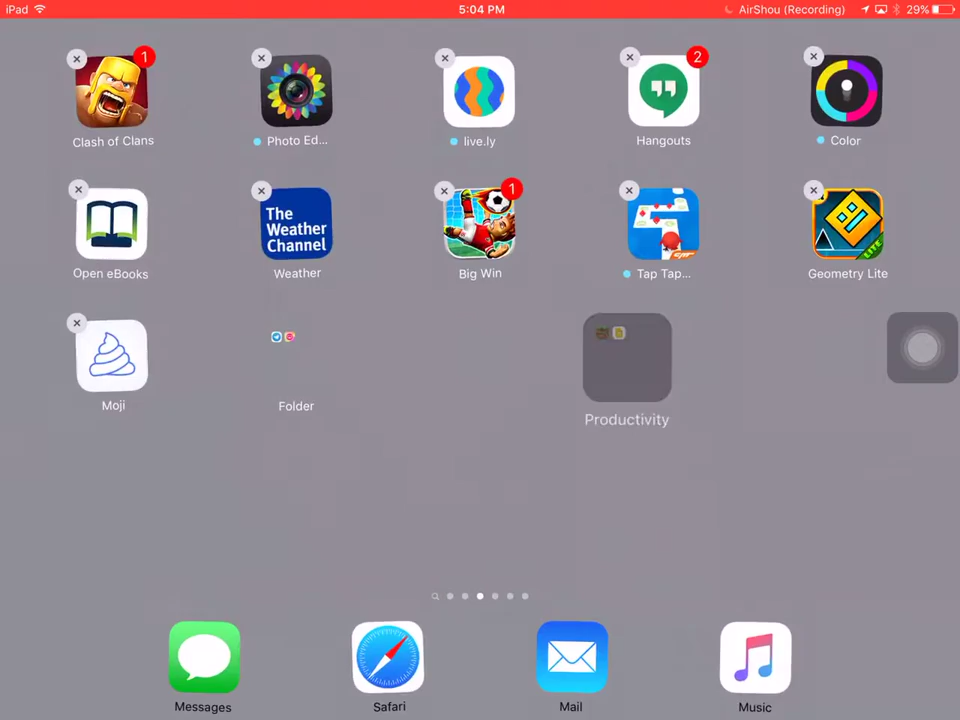 iPad 5:04 PM AirShou (Recording) 29%
1 2
Clash of Clans Photo Ed... live.ly Hangouts Color
The Weather Channel 1 LITE
Open eBooks Weather Big Win Tap Tap... Geometry Lite
Moji Folder Productivity
Messages Safari Mail Music